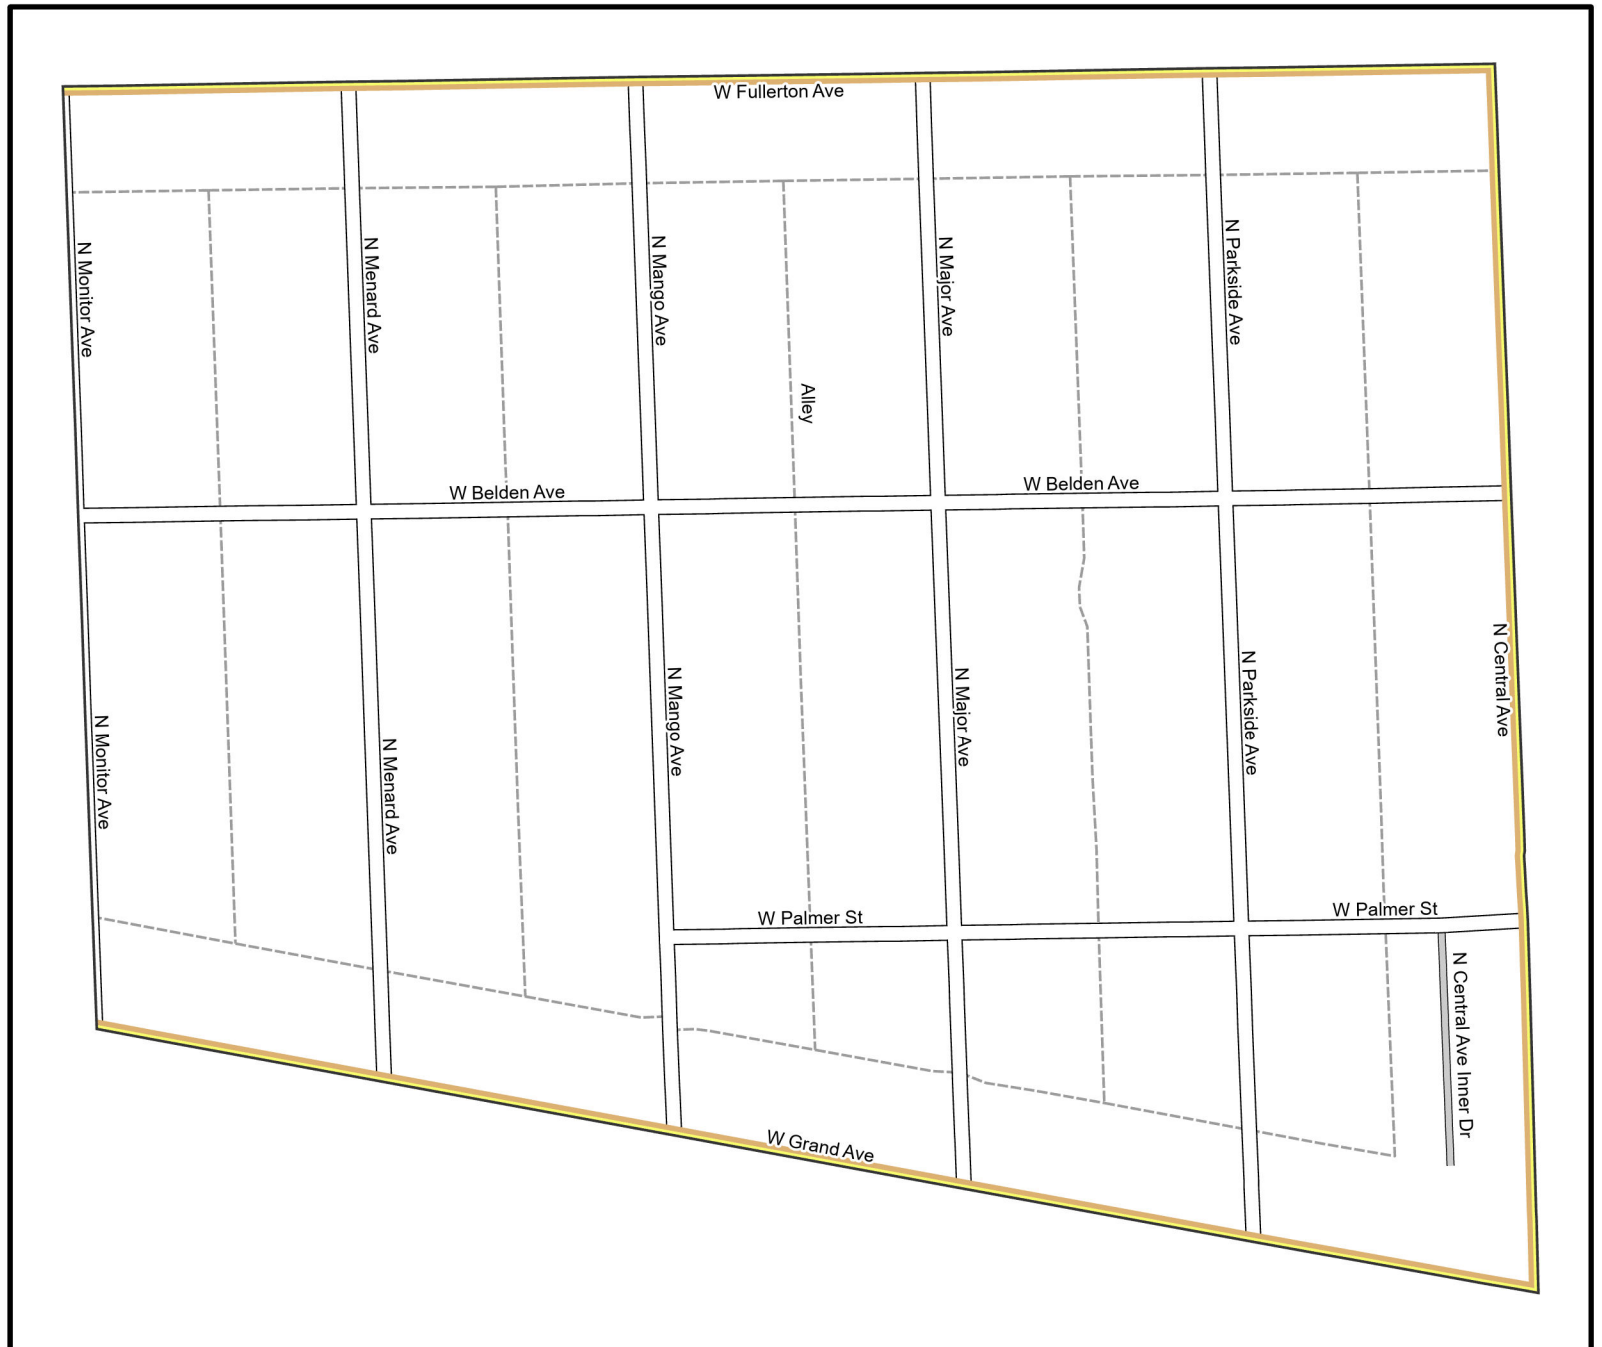 W Fullerton Ave
N Monitor Ave
N Menard Ave
N Mango Ave
N Major Ave
N Parkside Ave
Alley
W Belden Ave
W Belden Ave
N Monitor Ave
N Menard Ave
N Mango Ave
N Major Ave
N Parkside Ave
N Central Ave
W Palmer St
W Palmer St
N Central Ave Inner Dr
W Grand Ave